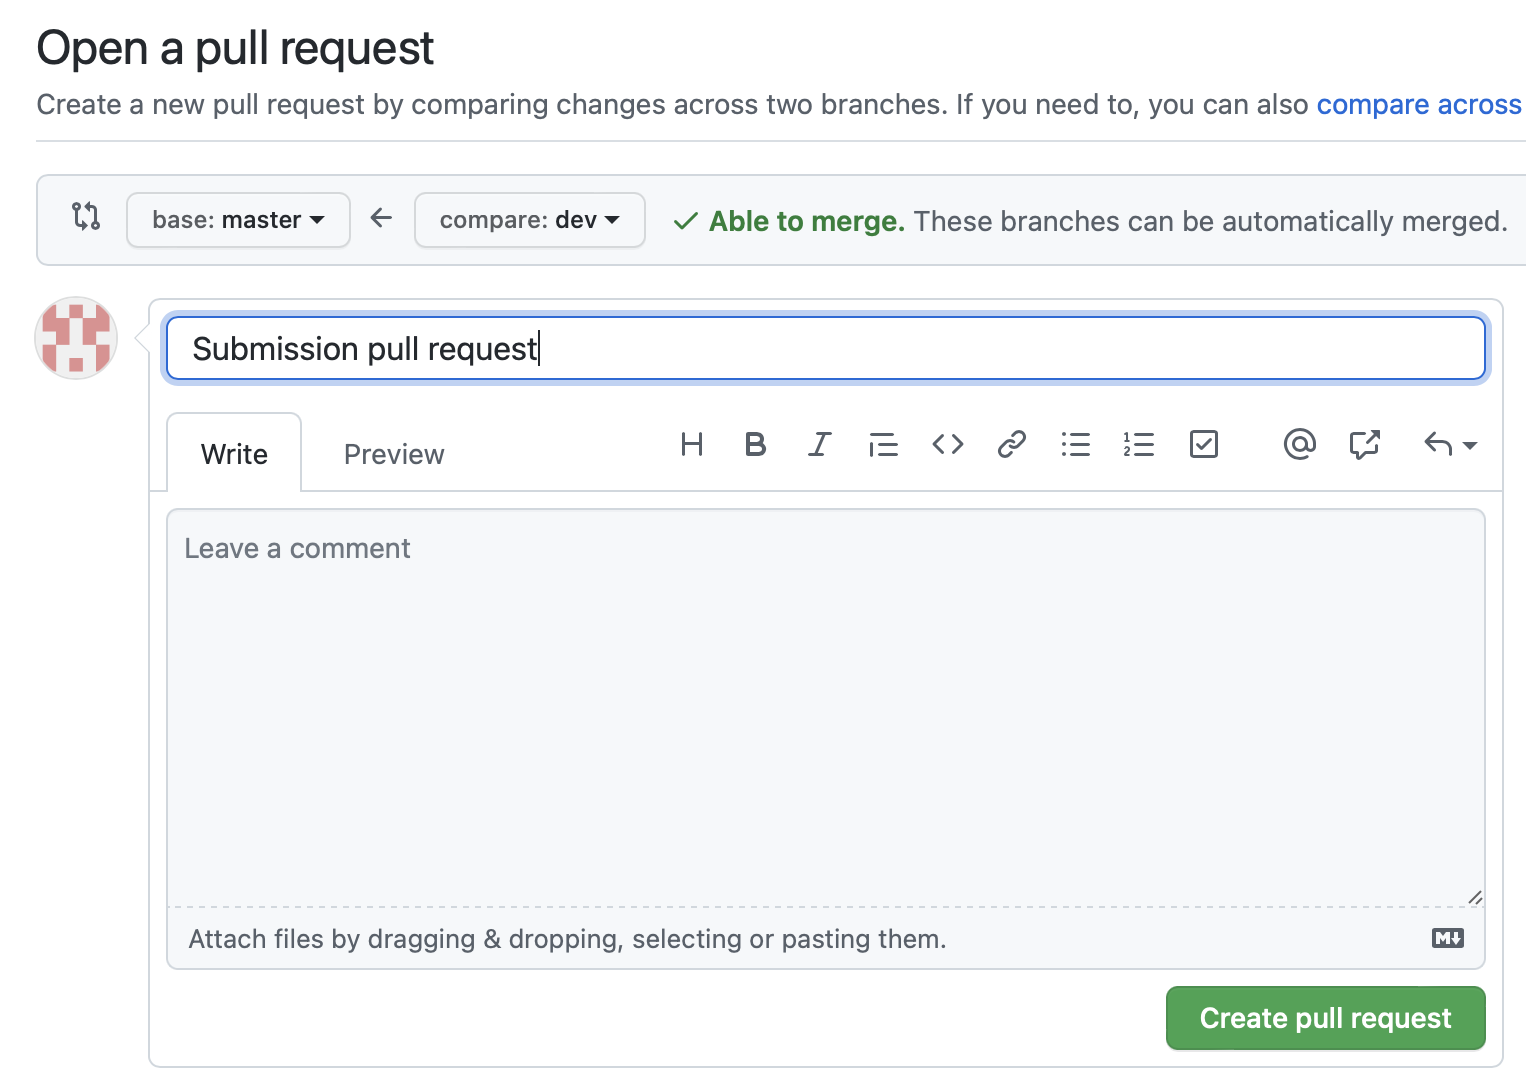 Open a pull request
Create a new pull request by comparing changes across two branches. If you need to, you can also compare across
base: master
compare: dev
Able to merge. These branches can be automatically merged.
Submission pull request
Write
Preview
H B I
Leave a comment
Attach files by dragging & dropping, selecting or pasting them.
M
Create pull request